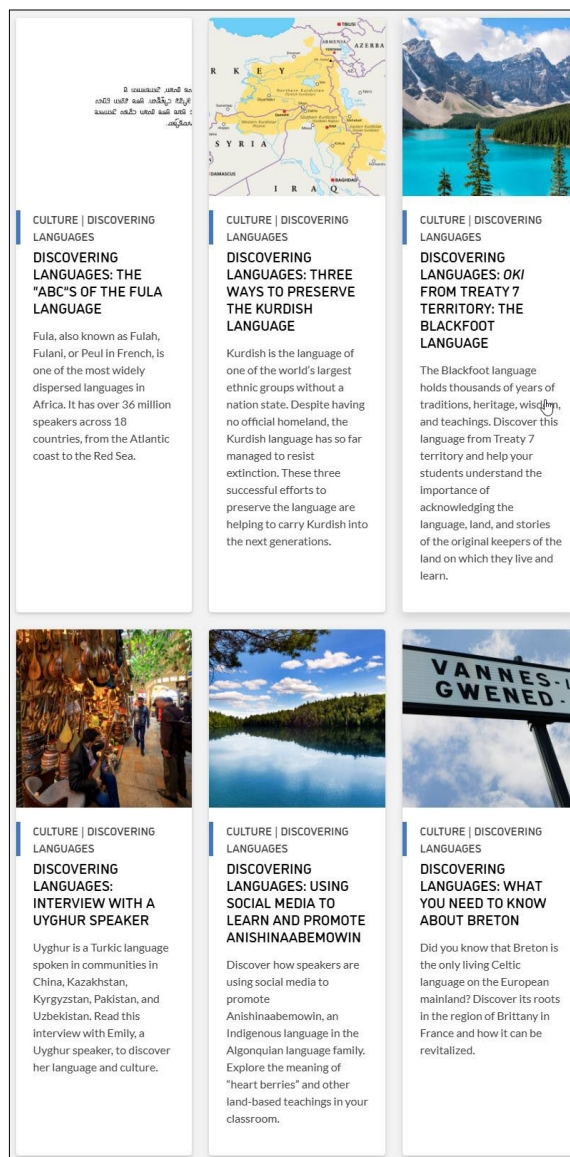 TBILISI
ARMENIA
AZERBA
R K E Y
Northern Kurdistan
Western Kurdistan
Southern Kurdistan
S Y R I A
DAMASCUS
BAGHDAD
I R A Q
CULTURE | DISCOVERING
LANGUAGES
DISCOVERING
LANGUAGES: THE
"ABC"S OF THE FULA
LANGUAGE
Fula, also known as Fulah,
Fulani, or Peul in French, is
one of the most widely
dispersed languages in
Africa. It has over 36 million
speakers across 18
countries, from the Atlantic
coast to the Red Sea.
CULTURE | DISCOVERING
LANGUAGES
DISCOVERING
LANGUAGES: THREE
WAYS TO PRESERVE
THE KURDISH
LANGUAGE
Kurdish is the language of
one of the world's largest
ethnic groups without a
nation state. Despite having
no official homeland, the
Kurdish language has so far
managed to resist
extinction. These three
successful efforts to
preserve the language are
helping to carry Kurdish into
the next generations.
CULTURE | DISCOVERING
LANGUAGES
DISCOVERING
LANGUAGES: OKI
FROM TREATY 7
TERRITORY: THE
BLACKFOOT
LANGUAGE
The Blackfoot language
holds thousands of years of
traditions, heritage, wisdom,
and teachings. Discover this
language from Treaty 7
territory and help your
students understand the
importance of
acknowledging the
language, land, and stories
of the original keepers of the
land on which they live and
learn.
CULTURE | DISCOVERING
LANGUAGES
DISCOVERING
LANGUAGES:
INTERVIEW WITH A
UYGHUR SPEAKER
Uyghur is a Turkic language
spoken in communities in
China, Kazakhstan,
Kyrgyzstan, Pakistan, and
Uzbekistan. Read this
interview with Emily, a
Uyghur speaker, to discover
her language and culture.
CULTURE | DISCOVERING
LANGUAGES
DISCOVERING
LANGUAGES: USING
SOCIAL MEDIA TO
LEARN AND PROMOTE
ANISHINAABEMOWIN
Discover how speakers are
using social media to
promote
Anishinaabemowin, an
Indigenous language in the
Algonquian language family.
Explore the meaning of
"heart berries" and other
land-based teachings in your
classroom.
VANNES-
GWENED-
CULTURE | DISCOVERING
LANGUAGES
DISCOVERING
LANGUAGES: WHAT
YOU NEED TO KNOW
ABOUT BRETON
Did you know that Breton is
the only living Celtic
language on the European
mainland? Discover its roots
in the region of Brittany in
France and how it can be
revitalized.